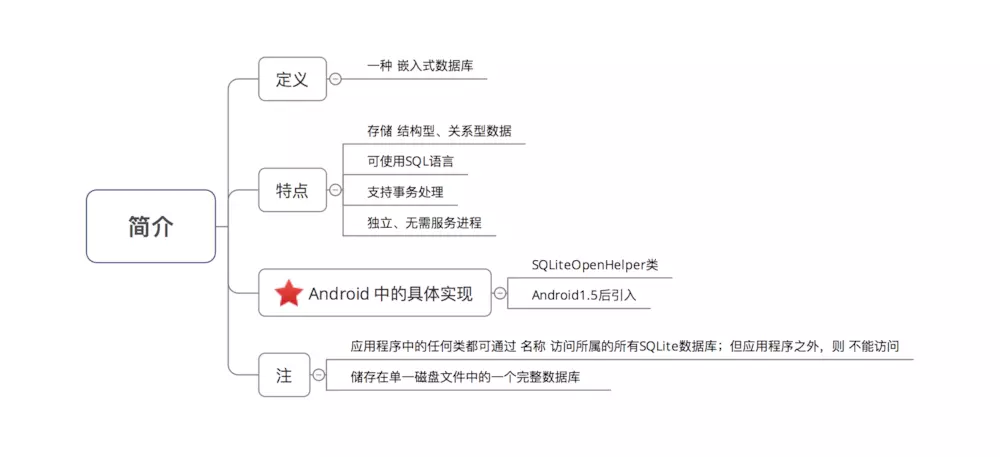 简介
定义
一种 嵌入式数据库
特点
存储 结构型、关系型数据
可使用SQL语言
支持事务处理
独立、无需服务进程
Android 中的具体实现
SQLiteOpenHelper类
Android1.5后引入
注
应用程序中的任何类都可通过 名称 访问所属的所有SQLite数据库；但应用程序之外，则 不能访问
储存在单一磁盘文件中的一个完整数据库